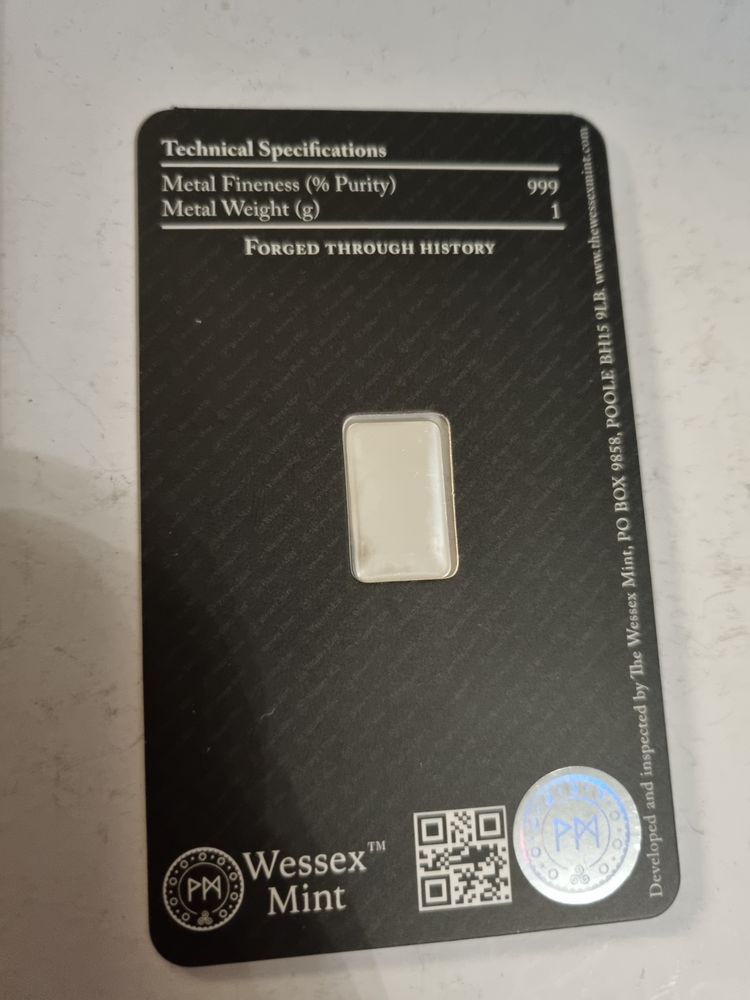 Technical Specifications
Metal Fineness (% Purity) 999
Metal Weight (g) 1
FORGED THROUGH HISTORY
Developed and inspected by The Wessex Mint, PO BOX 9858, POOLE BH15 9LB. www.thewessexmint.com
Wessex™
Mint